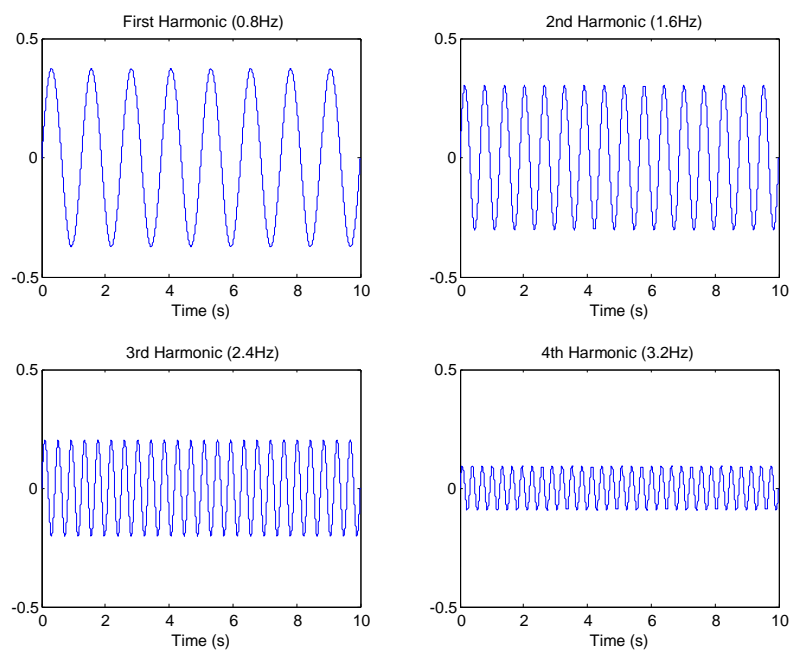 First Harmonic (0.8Hz)
0.5
0
-0.5
0 2 4 6 8 10
Time (s)
2nd Harmonic (1.6Hz)
0.5
0
-0.5
0 2 4 6 8 10
Time (s)
3rd Harmonic (2.4Hz)
0.5
0
-0.5
0 2 4 6 8 10
Time (s)
4th Harmonic (3.2Hz)
0.5
0
-0.5
0 2 4 6 8 10
Time (s)